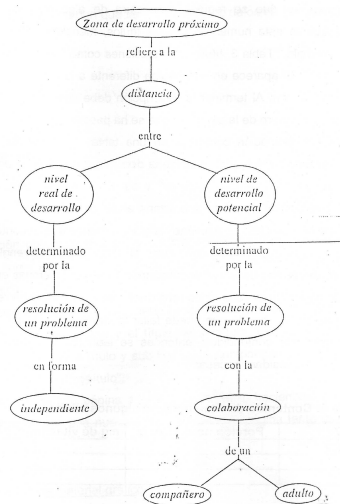 Zona de desarrollo próximo
refiere a la
distancia
entre
nivel
real de
desarrollo
nivel de
desarrollo
potencial
determinado
por la
determinado
por la
resolución de
un problema
resolución de
un problema
en forma
con la
independiente
colaboración
de un
compañero
adulto